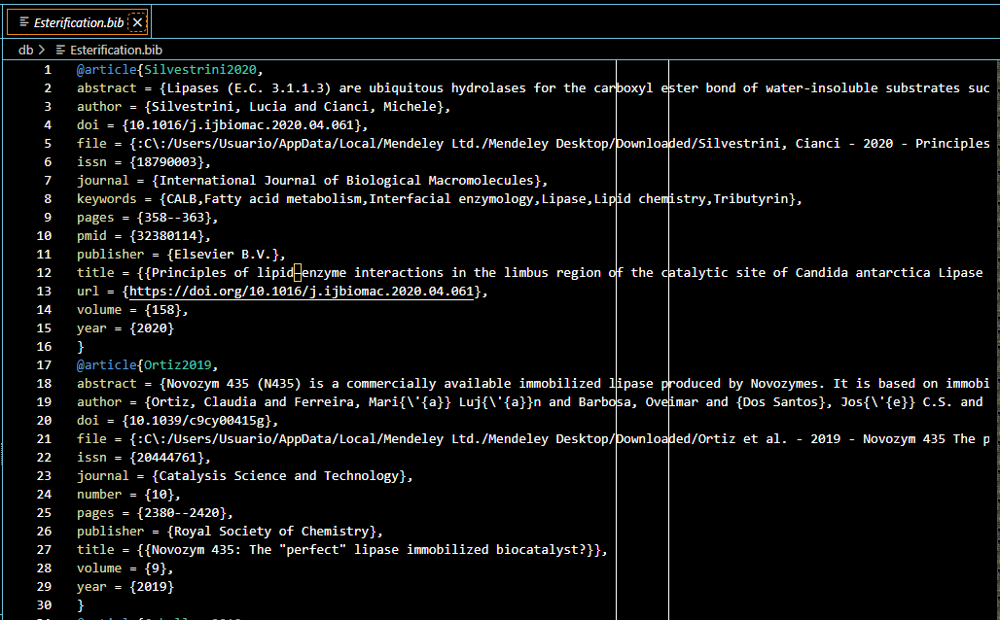 Esterification.bib
db > Esterification.bib
1 @article{Silvestrini2020,
2 abstract = {Lipases (E.C. 3.1.1.3) are ubiquitous hydrolases for the carboxyl ester bond of water-insoluble substrates suc
3 author = {Silvestrini, Lucia and Cianci, Michele},
4 doi = {10.1016/j.ijbiomac.2020.04.061},
5 file = {:C\:/Users/Usuario/AppData/Local/Mendeley Ltd./Mendeley Desktop/Downloaded/Silvestrini, Cianci - 2020 - Principles
6 issn = {18790003},
7 journal = {International Journal of Biological Macromolecules},
8 keywords = {CALB,Fatty acid metabolism,Interfacial enzymology,Lipase,Lipid chemistry,Tributyrin},
9 pages = {358--363},
10 pmid = {32380114},
11 publisher = {Elsevier B.V.},
12 title = {{Principles of lipid-enzyme interactions in the limbus region of the catalytic site of Candida antarctica Lipase
13 url = {https://doi.org/10.1016/j.ijbiomac.2020.04.061},
14 volume = {158},
15 year = {2020}
16 }
17 @article{Ortiz2019,
18 abstract = {Novozym 435 (N435) is a commercially available immobilized lipase produced by Novozymes. It is based on immobi
19 author = {Ortiz, Claudia and Ferreira, Mari{\'{a}} Luj{\'{a}}n and Barbosa, Oveimar and {Dos Santos}, Jos{\'{e}} C.S. and
20 doi = {10.1039/c9cy00415g},
21 file = {:C\:/Users/Usuario/AppData/Local/Mendeley Ltd./Mendeley Desktop/Downloaded/Ortiz et al. - 2019 - Novozym 435 The p
22 issn = {20444761},
23 journal = {Catalysis Science and Technology},
24 number = {10},
25 pages = {2380--2420},
26 publisher = {Royal Society of Chemistry},
27 title = {{Novozym 435: The "perfect" lipase immobilized biocatalyst?}},
28 volume = {9},
29 year = {2019}
30 }